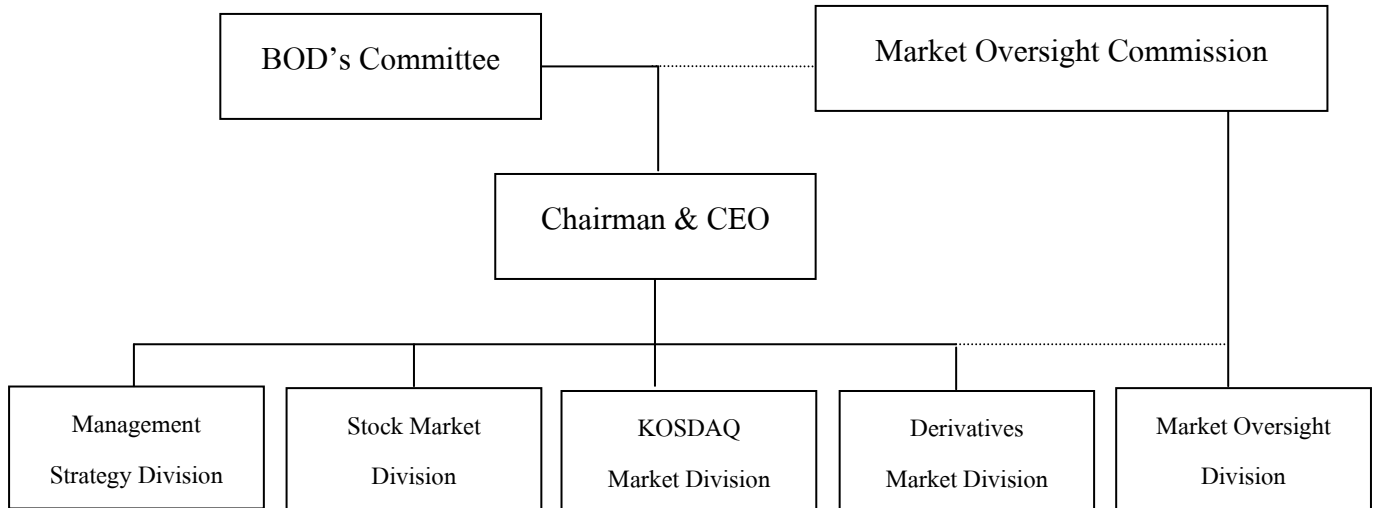 BOD’s Committee
Market Oversight Commission
Chairman & CEO
Management
Strategy Division
Stock Market
Division
KOSDAQ
Market Division
Derivatives
Market Division
Market Oversight
Division